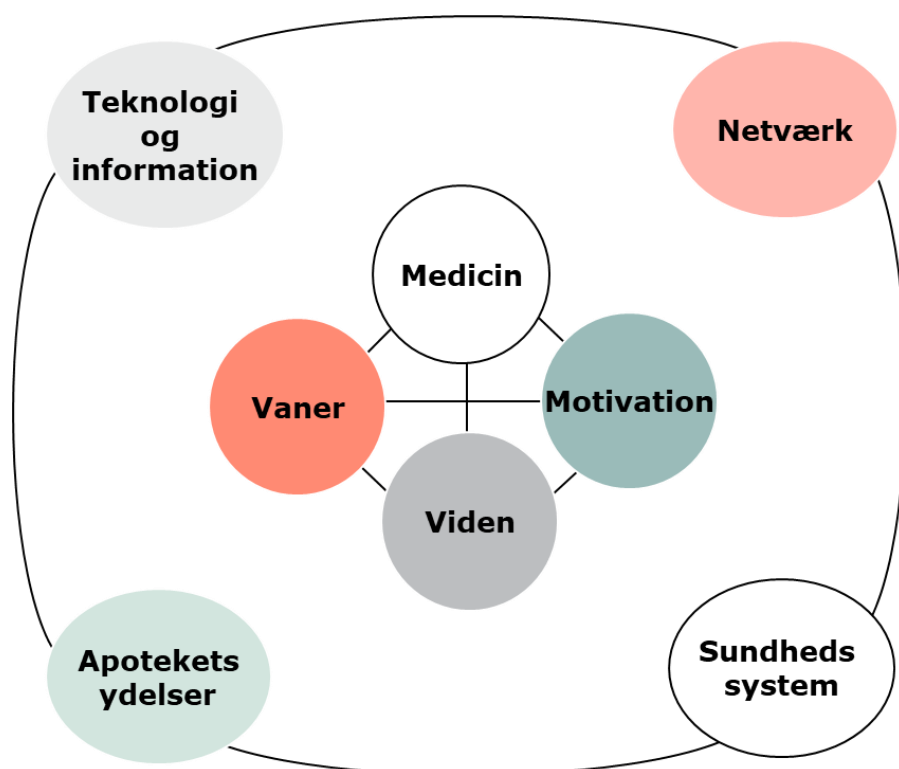 Teknologi
og
information
Netværk
Medicin
Vaner
Motivation
Viden
Apotekets
ydelser
Sundheds
system